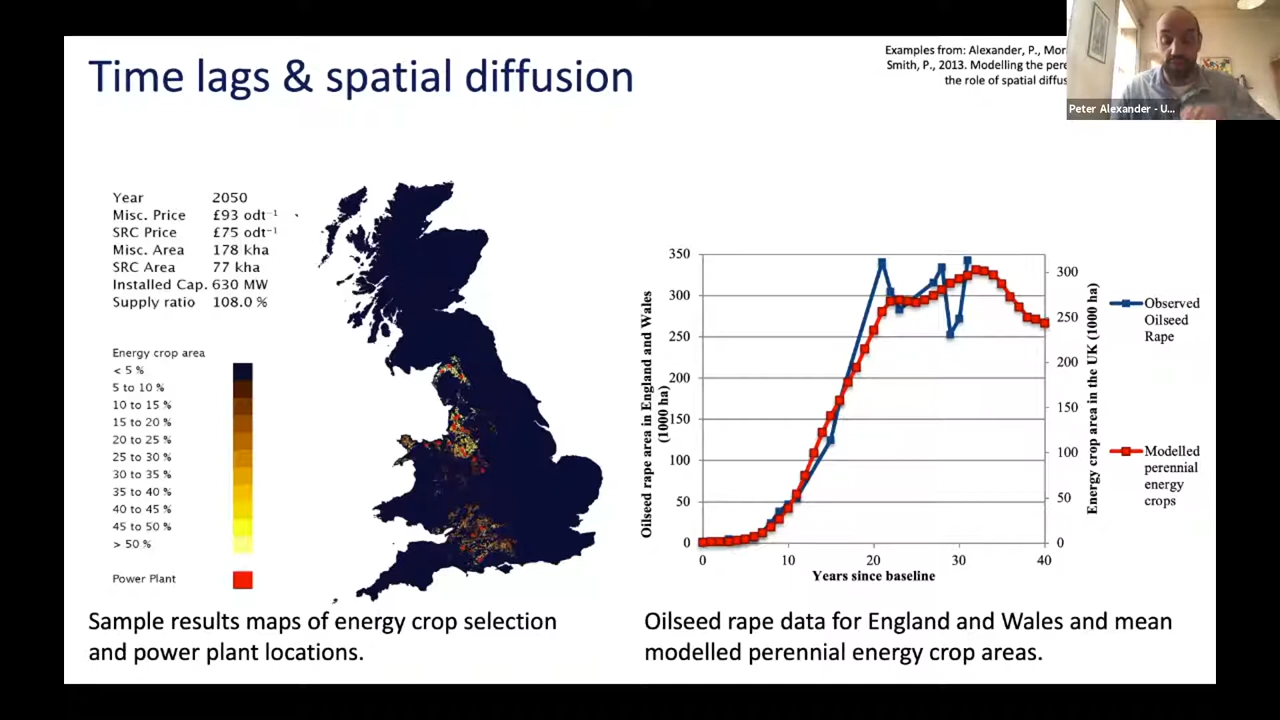 Time lags & spatial diffusion
Examples from: Alexander, P.,
Smith, P., 2013. Modelling the
the role of spatial
Peter Alexander - U...
Year 2050
Misc. Price £93 odt⁻¹
SRC Price £75 odt⁻¹
Misc. Area 178 kha
SRC Area 77 kha
Installed Cap. 630 MW
Supply ratio 108.0 %
Energy crop area
< 5 %
5 to 10 %
10 to 15 %
15 to 20 %
20 to 25 %
25 to 30 %
30 to 35 %
35 to 40 %
40 to 45 %
45 to 50 %
> 50 %
Power Plant
Sample results maps of energy crop selection
and power plant locations.
Oilseed rape area in England and Wales
(1000 ha)
350
300
250
200
150
100
50
0
0 10 20 30 40
Years since baseline
300
250
200
150
100
50
0
Energy crop area in the UK (1000 ha)
Observed
Oilseed
Rape
Modelled
perennial
energy
crops
Oilseed rape data for England and Wales and mean
modelled perennial energy crop areas.